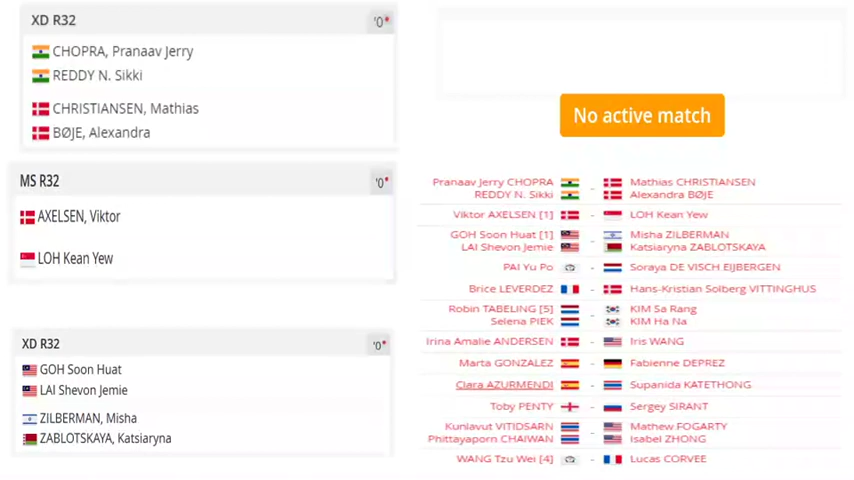 XD R32
'0*
CHOPRA, Pranaav Jerry
REDDY N. Sikki
CHRISTIANSEN, Mathias
BØJE, Alexandra
MS R32
'0*
AXELSEN, Viktor
LOH Kean Yew
XD R32
'0*
GOH Soon Huat
LAI Shevon Jemie
ZILBERMAN, Misha
ZABLOTSKAYA, Katsiaryna
No active match
Pranaav Jerry CHOPRA - Mathias CHRISTIANSEN
REDDY N. Sikki Alexandra BØJE
Viktor AXELSEN [1] - LOH Kean Yew
GOH Soon Huat [1] - Misha ZILBERMAN
LAI Shevon Jemie Katsiaryna ZABLOTSKAYA
PAI Yu Po - Soraya DE VISCH EIJBERGEN
Brice LEVERDEZ - Hans-Kristian Solberg VITTINGHUS
Robin TABELING [5] - KIM Sa Rang
Selena PIEK KIM Ha Na
Irina Amalie ANDERSEN - Iris WANG
Marta GONZALEZ - Fabienne DEPREZ
Clara AZURMENDI - Supanida KATETHONG
Toby PENTY - Sergey SIRANT
Kunlavut VITIDSARN - Mathew FOGARTY
Phittayaporn CHAIWAN Isabel ZHONG
WANG Tzu Wei [4] - Lucas CORVEE